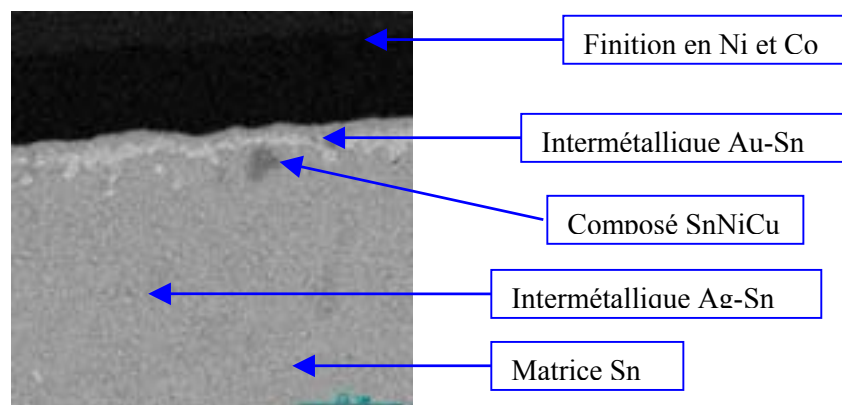 Finition en Ni et Co
Intermétallique Au-Sn
Composé SnNiCu
Intermétallique Ag-Sn
Matrice Sn